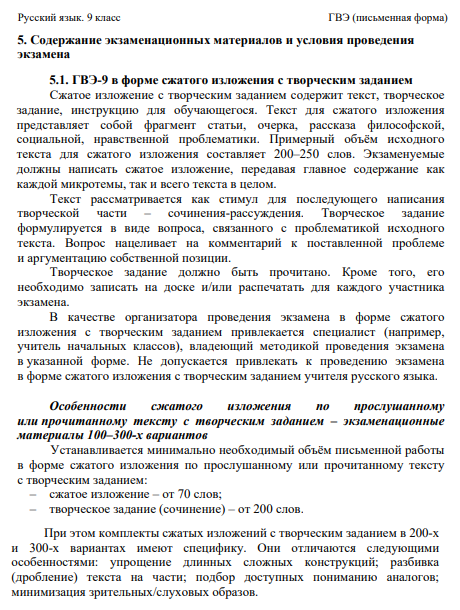 Русский язык. 9 класс ГВЭ (письменная форма)
5. Содержание экзаменационных материалов и условия проведения
экзамена
5.1. ГВЭ-9 в форме сжатого изложения с творческим заданием
Сжатое изложение с творческим заданием содержит текст, творческое
задание, инструкцию для обучающегося. Текст для сжатого изложения
представляет собой фрагмент статьи, очерка, рассказа философской,
социальной, нравственной проблематики. Примерный объём исходного
текста для сжатого изложения составляет 200–250 слов. Экзаменуемые
должны написать сжатое изложение, передавая главное содержание как
каждой микротемы, так и всего текста в целом.
Текст рассматривается как стимул для последующего написания
творческой части – сочинения-рассуждения. Творческое задание
формулируется в виде вопроса, связанного с проблематикой исходного
текста. Вопрос нацеливает на комментарий к поставленной проблеме
и аргументацию собственной позиции.
Творческое задание должно быть прочитано. Кроме того, его
необходимо записать на доске и/или распечатать для каждого участника
экзамена.
В качестве организатора проведения экзамена в форме сжатого
изложения с творческим заданием привлекается специалист (например,
учитель начальных классов), владеющий методикой проведения экзамена
в указанной форме. Не допускается привлекать к проведению экзамена
в форме сжатого изложения с творческим заданием учителя русского языка.
Особенности сжатого изложения по прослушанному
или прочитанному тексту с творческим заданием – экзаменационные
материалы 100–300-х вариантов
Устанавливается минимально необходимый объём письменной работы
в форме сжатого изложения по прослушанному или прочитанному тексту
с творческим заданием:
– сжатое изложение – от 70 слов;
– творческое задание (сочинение) – от 200 слов.
При этом комплекты сжатых изложений с творческим заданием в 200-х
и 300-х вариантах имеют специфику. Они отличаются следующими
особенностями: упрощение длинных сложных конструкций; разбивка
(дробление) текста на части; подбор доступных пониманию аналогов;
минимизация зрительных/слуховых образов.